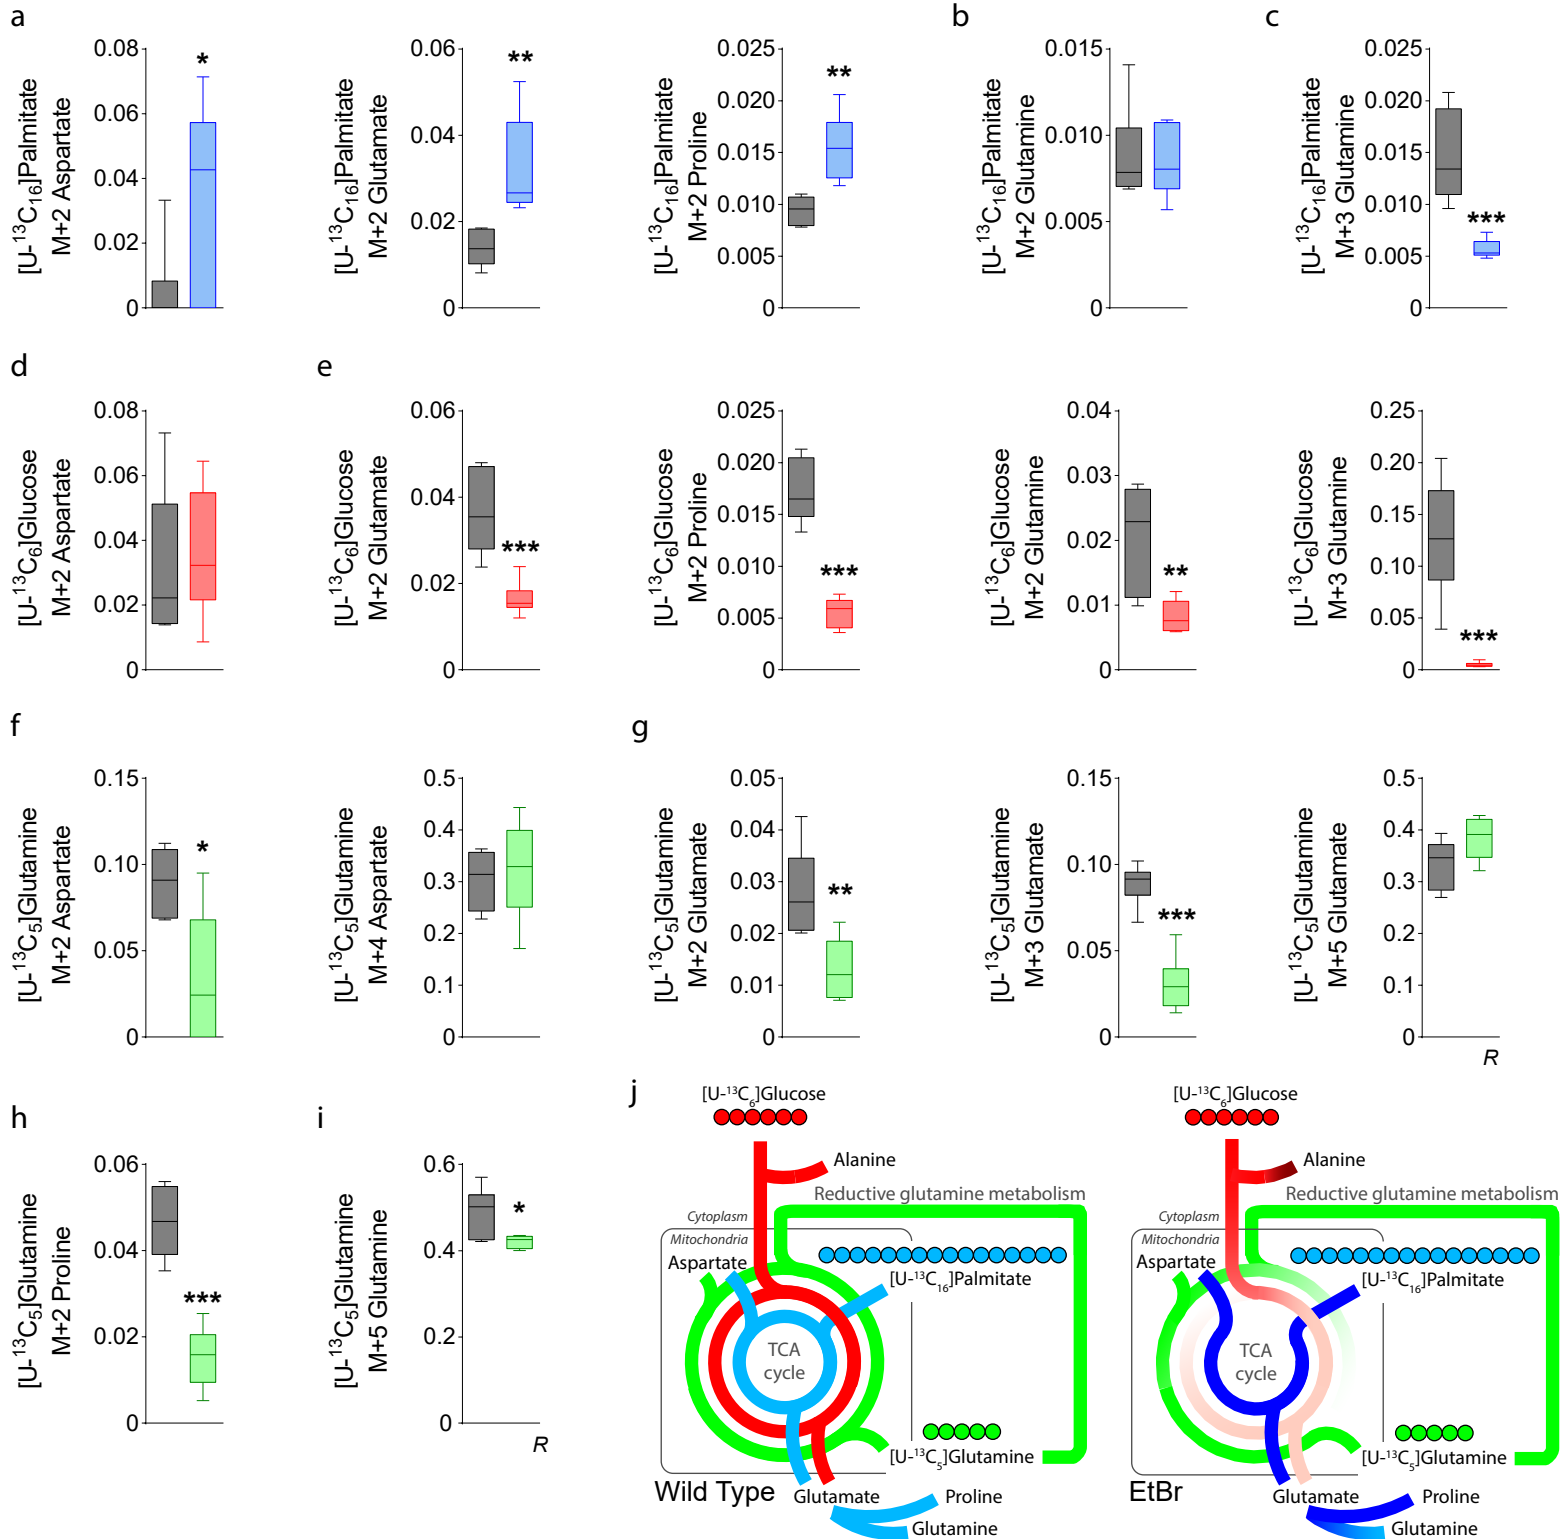 a
[U-¹³C₁₆]Palmitate
M+2 Aspartate
0.08
0.06
0.04
0.02
0
*
[U-¹³C₁₆]Palmitate
M+2 Glutamate
0.06
0.04
0.02
0
**
[U-¹³C₁₆]Palmitate
M+2 Proline
0.025
0.020
0.015
0.010
0.005
0
**
b
[U-¹³C₁₆]Palmitate
M+2 Glutamine
0.015
0.010
0.005
0
c
[U-¹³C₁₆]Palmitate
M+3 Glutamine
0.025
0.020
0.015
0.010
0.005
0
***
d
[U-¹³C₆]Glucose
M+2 Aspartate
0.08
0.06
0.04
0.02
0
e
[U-¹³C₆]Glucose
M+2 Glutamate
0.06
0.04
0.02
0
***
[U-¹³C₆]Glucose
M+2 Proline
0.025
0.020
0.015
0.010
0.005
0
***
[U-¹³C₆]Glucose
M+2 Glutamine
0.04
0.03
0.02
0.01
0
**
[U-¹³C₆]Glucose
M+3 Glutamine
0.25
0.20
0.15
0.10
0.05
0
***
f
[U-¹³C₅]Glutamine
M+2 Aspartate
0.15
0.10
0.05
0
*
[U-¹³C₅]Glutamine
M+4 Aspartate
0.5
0.4
0.3
0.2
0.1
0
g
[U-¹³C₅]Glutamine
M+2 Glutamate
0.05
0.04
0.03
0.02
0.01
0
**
[U-¹³C₅]Glutamine
M+3 Glutamate
0.15
0.10
0.05
0
***
[U-¹³C₅]Glutamine
M+5 Glutamate
0.5
0.4
0.3
0.2
0.1
0
R
h
[U-¹³C₅]Glutamine
M+2 Proline
0.06
0.04
0.02
0
***
i
[U-¹³C₅]Glutamine
M+5 Glutamine
0.6
0.4
0.2
0
*
R
j
[U-¹³C₆]Glucose
Alanine
Reductive glutamine metabolism
Cytoplasm
Mitochondria
Aspartate
[U-¹³C₁₆]Palmitate
TCA
cycle
[U-¹³C₅]Glutamine
Wild Type
Glutamate
Proline
Glutamine
[U-¹³C₆]Glucose
Alanine
Reductive glutamine metabolism
Cytoplasm
Mitochondria
Aspartate
[U-¹³C₁₆]Palmitate
TCA
cycle
[U-¹³C₅]Glutamine
EtBr
Glutamate
Proline
Glutamine